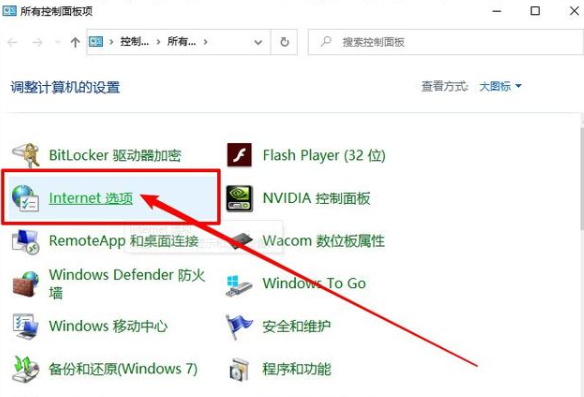 所有控制面板项
控制... 所有...
搜索控制面板
调整计算机的设置
查看方式: 大图标
BitLocker 驱动器加密
Flash Player (32 位)
Internet 选项
NVIDIA 控制面板
RemoteApp 和桌面连接
Wacom 数位板属性
Windows Defender 防火
墙
Windows To Go
Windows 移动中心
安全和维护
备份和还原(Windows 7)
程序和功能